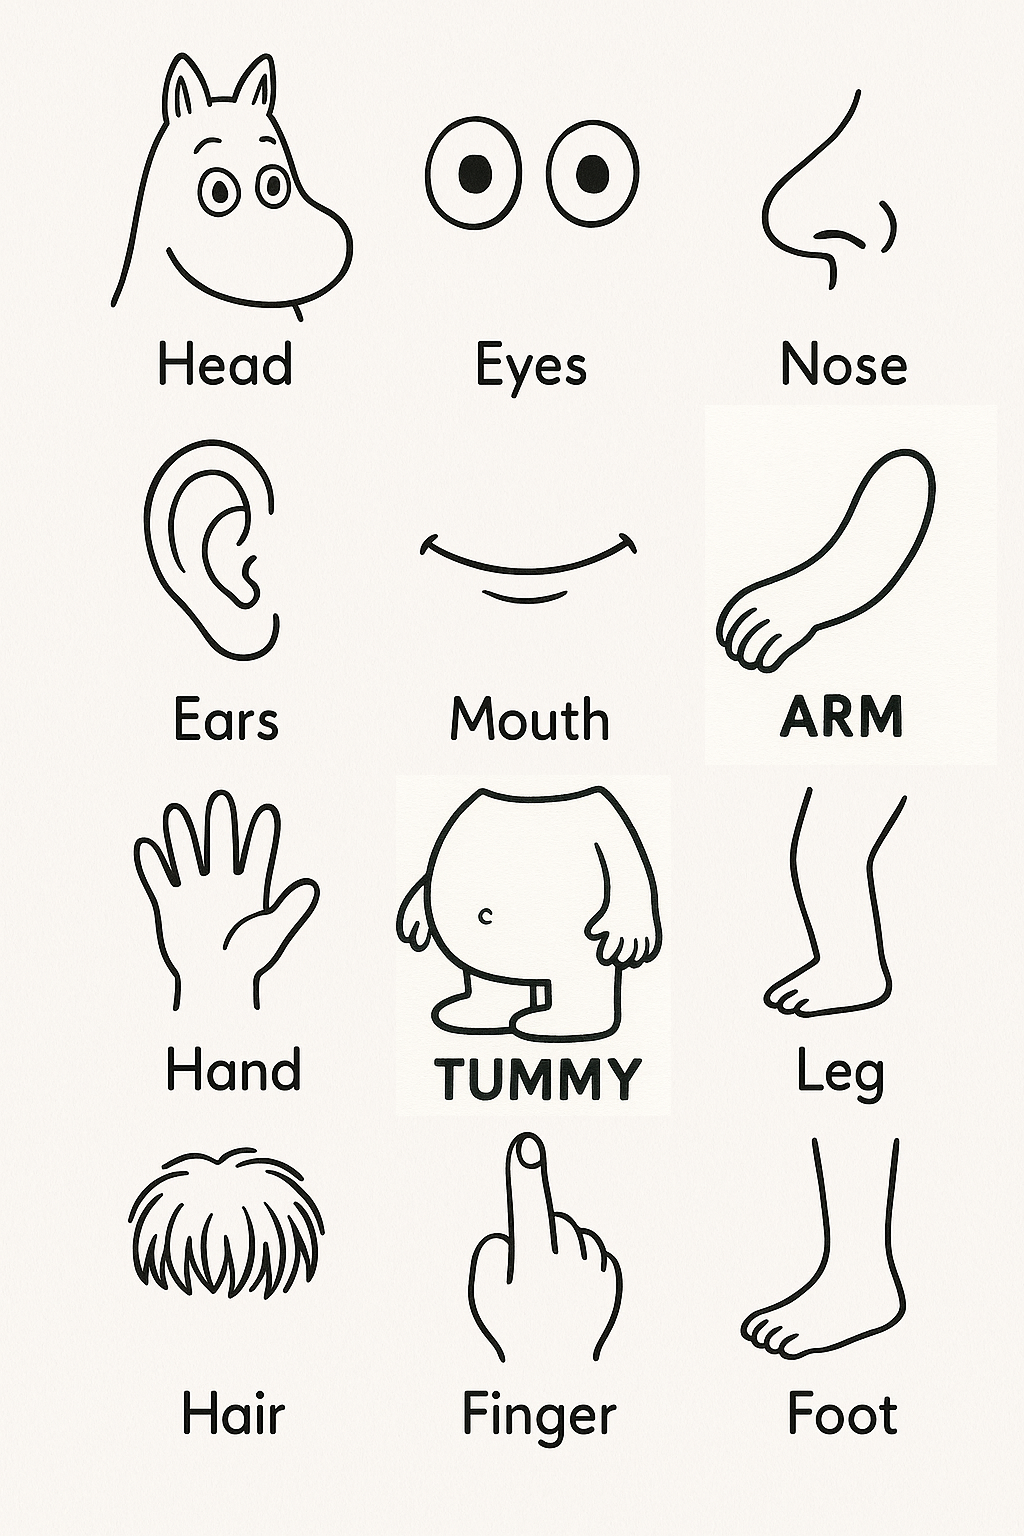 Head
Eyes
Nose
Ears
Mouth
ARM
Hand
TUMMY
Leg
Hair
Finger
Foot